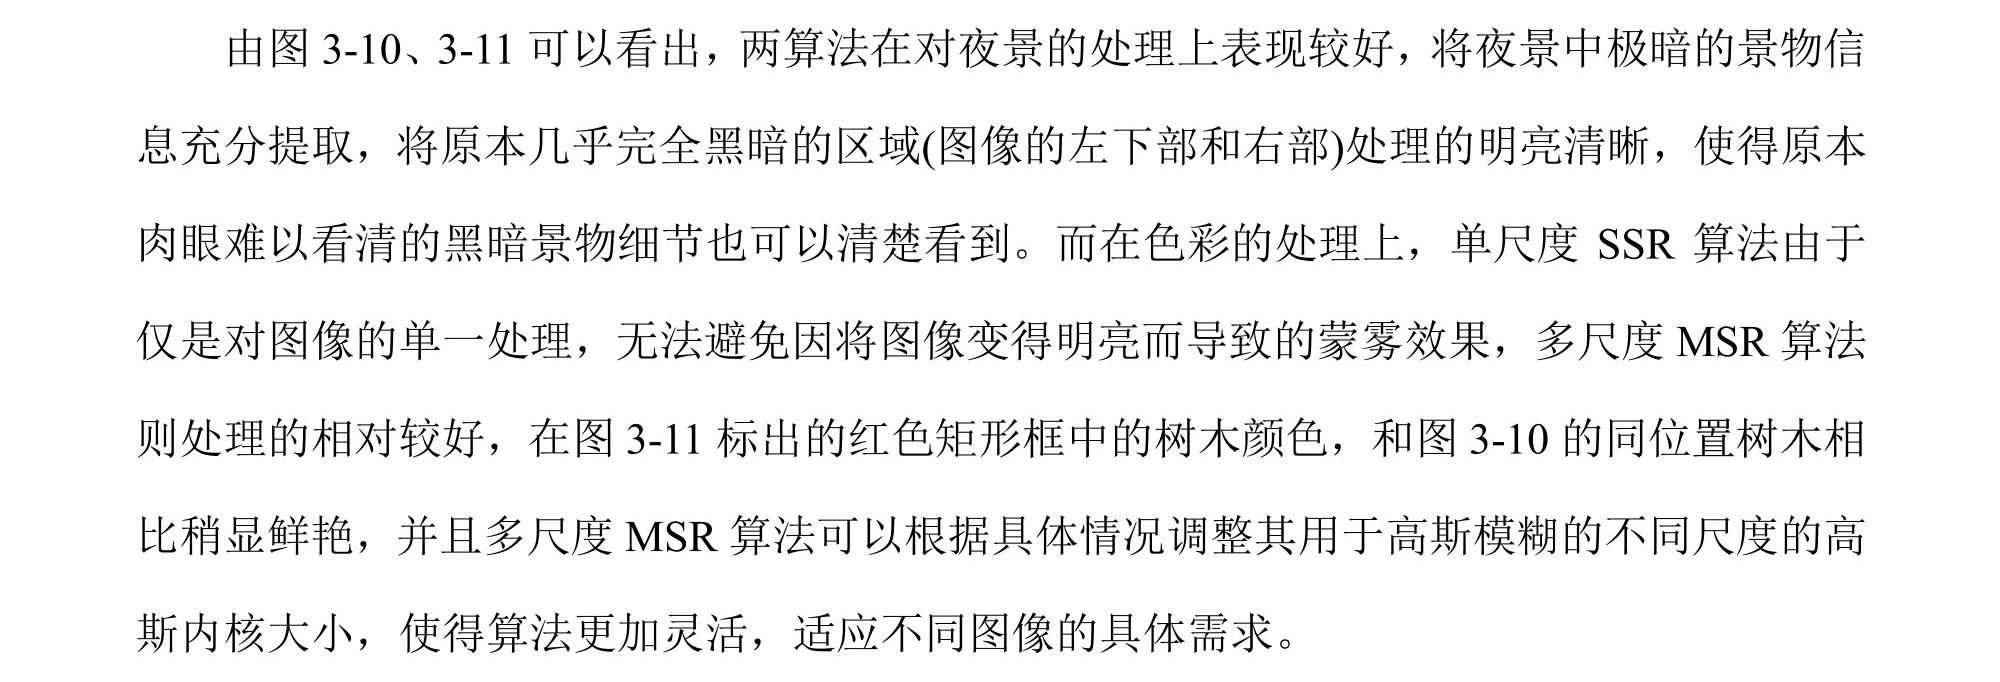 由图 3-10、3-11 可以看出，两算法在对夜景的处理上表现较好，将夜景中极暗的景物信
息充分提取，将原本几乎完全黑暗的区域(图像的左下部和右部)处理的明亮清晰，使得原本
肉眼难以看清的黑暗景物细节也可以清楚看到。而在色彩的处理上，单尺度 SSR 算法由于
仅是对图像的单一处理，无法避免因将图像变得明亮而导致的蒙雾效果，多尺度 MSR 算法
则处理的相对较好，在图 3-11 标出的红色矩形框中的树木颜色，和图 3-10 的同位置树木相
比稍显鲜艳，并且多尺度 MSR 算法可以根据具体情况调整其用于高斯模糊的不同尺度的高
斯内核大小，使得算法更加灵活，适应不同图像的具体需求。